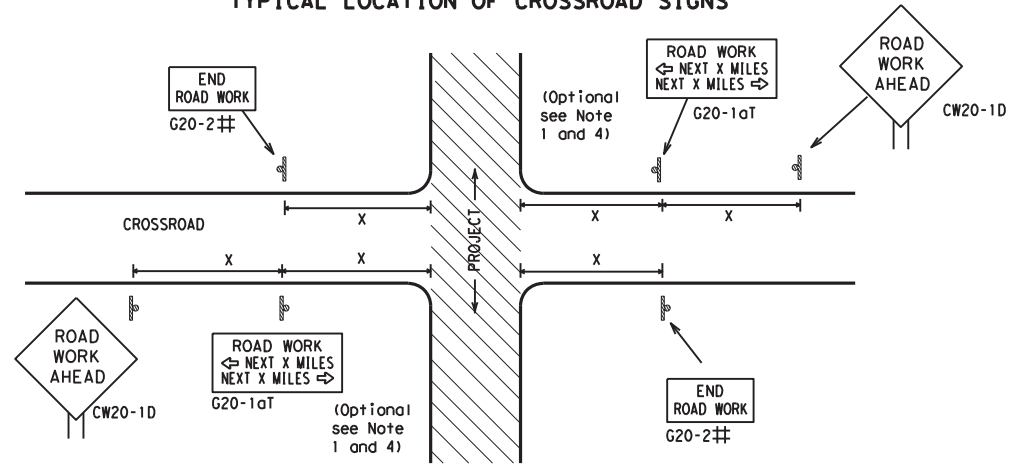 TYPICAL LOCATION OF CROSSROAD SIGNS
END
ROAD WORK
G20-2#
ROAD WORK
⇦ NEXT X MILES
NEXT X MILES ⇨
G20-1aT
(Optional
see Note
1 and 4)
ROAD
WORK
AHEAD
CW20-1D
CROSSROAD
X
X
X
PROJECT
X
X
X
ROAD
WORK
AHEAD
CW20-1D
ROAD WORK
⇦ NEXT X MILES
NEXT X MILES ⇨
G20-1aT
(Optional
see Note
1 and 4)
END
ROAD WORK
G20-2#